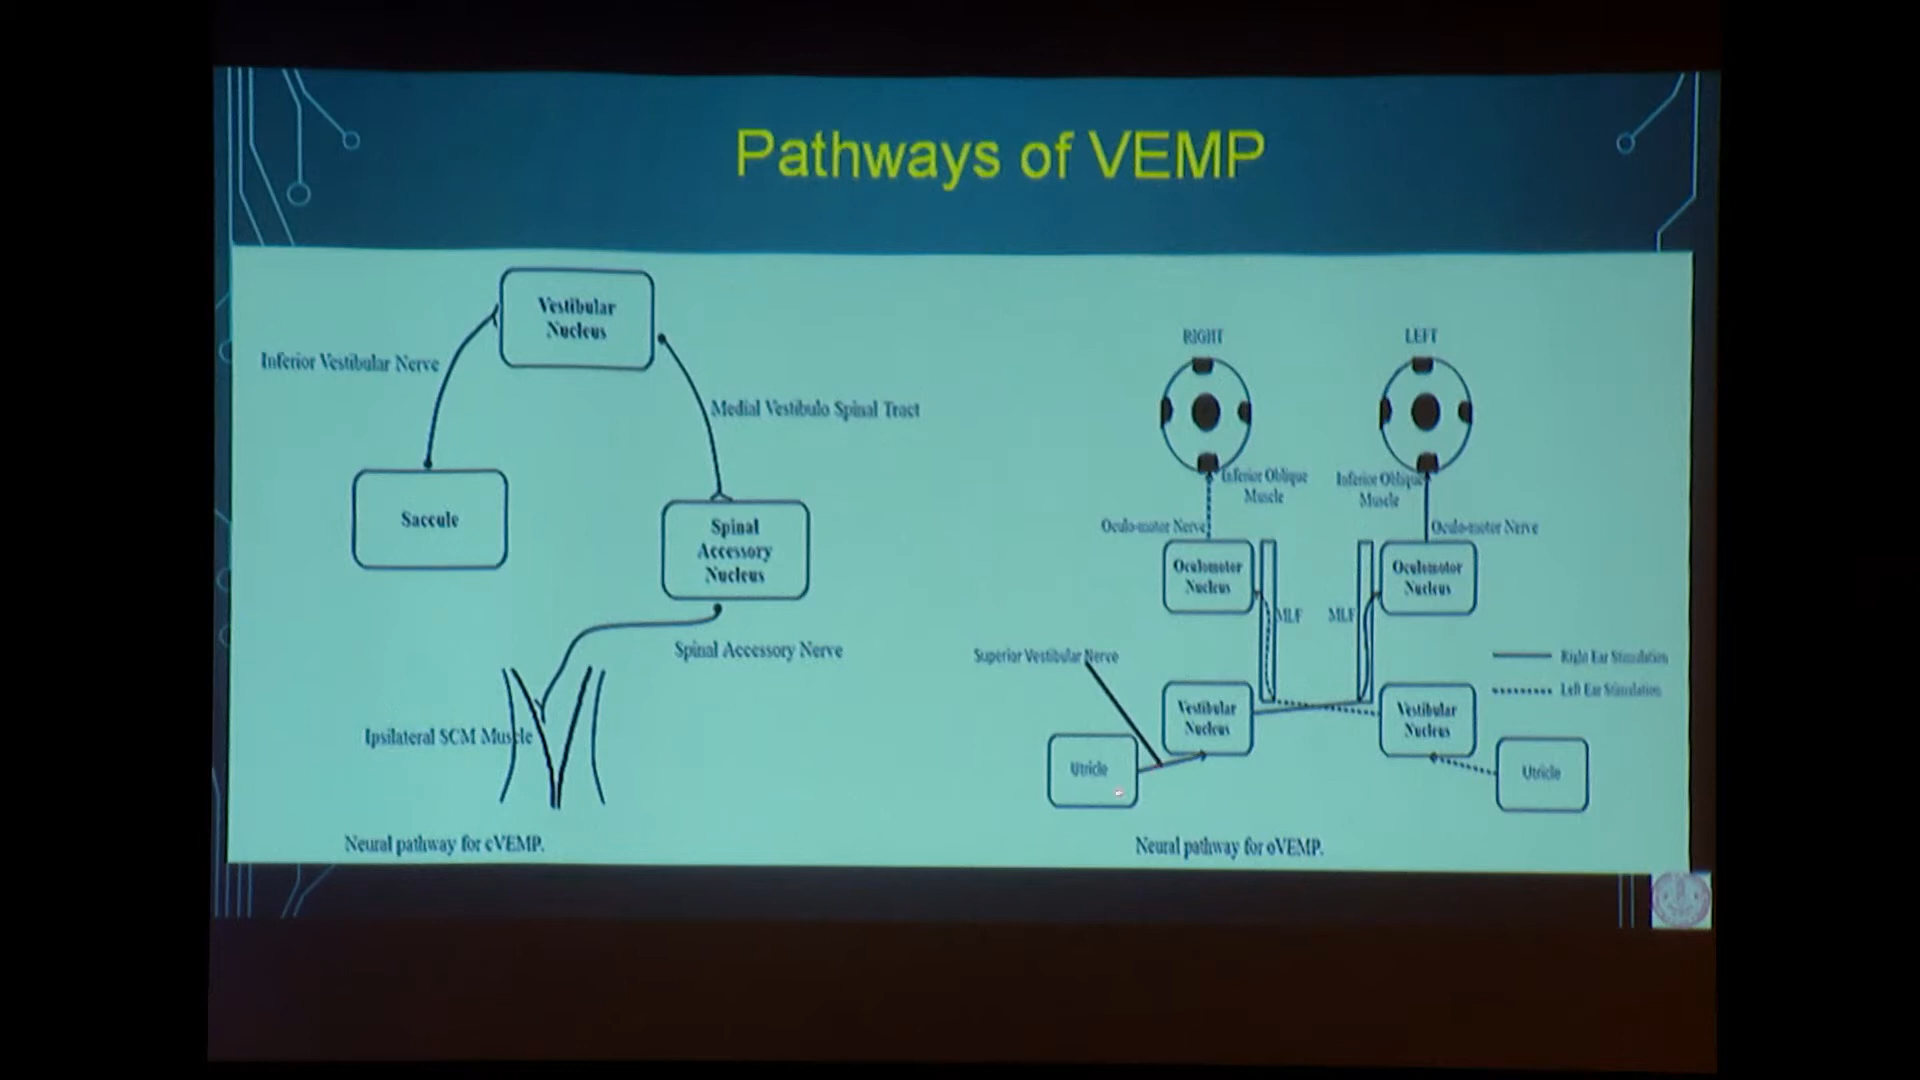 Pathways of VEMP
Vestibular
Nucleus
Inferior Vestibular Nerve
Medial Vestibulo Spinal Tract
Saccule
Spinal
Accessory
Nucleus
Spinal Accessory Nerve
Ipsilateral SCM Muscle
Neural pathway for cVEMP.
RIGHT
LEFT
Inferior Oblique
Muscle
Inferior Oblique
Muscle
Oculo-motor Nerve
Oculo-motor Nerve
Oculomotor
Nucleus
Oculomotor
Nucleus
MLF
MLF
Superior Vestibular Nerve
Right Ear Stimulation
Left Ear Stimulation
Vestibular
Nucleus
Vestibular
Nucleus
Utricle
Utricle
Neural pathway for oVEMP.